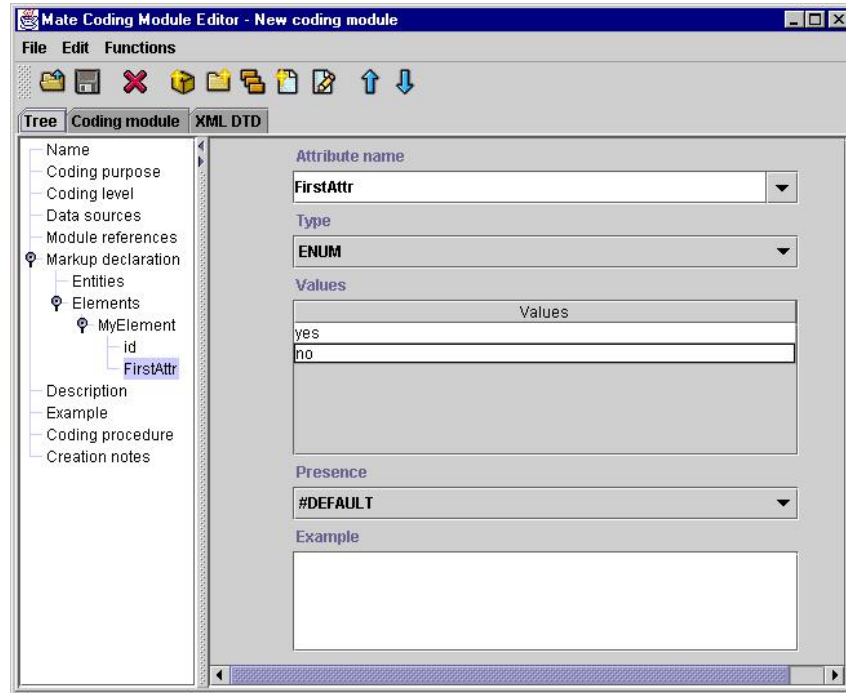 Mate Coding Module Editor - New coding module
File Edit Functions
Tree Coding module XML DTD
Name
Coding purpose
Coding level
Data sources
Module references
Markup declaration
Entities
Elements
MyElement
id
FirstAttr
Description
Example
Coding procedure
Creation notes
Attribute name
FirstAttr
Type
ENUM
Values
Values
yes
no
Presence
#DEFAULT
Example